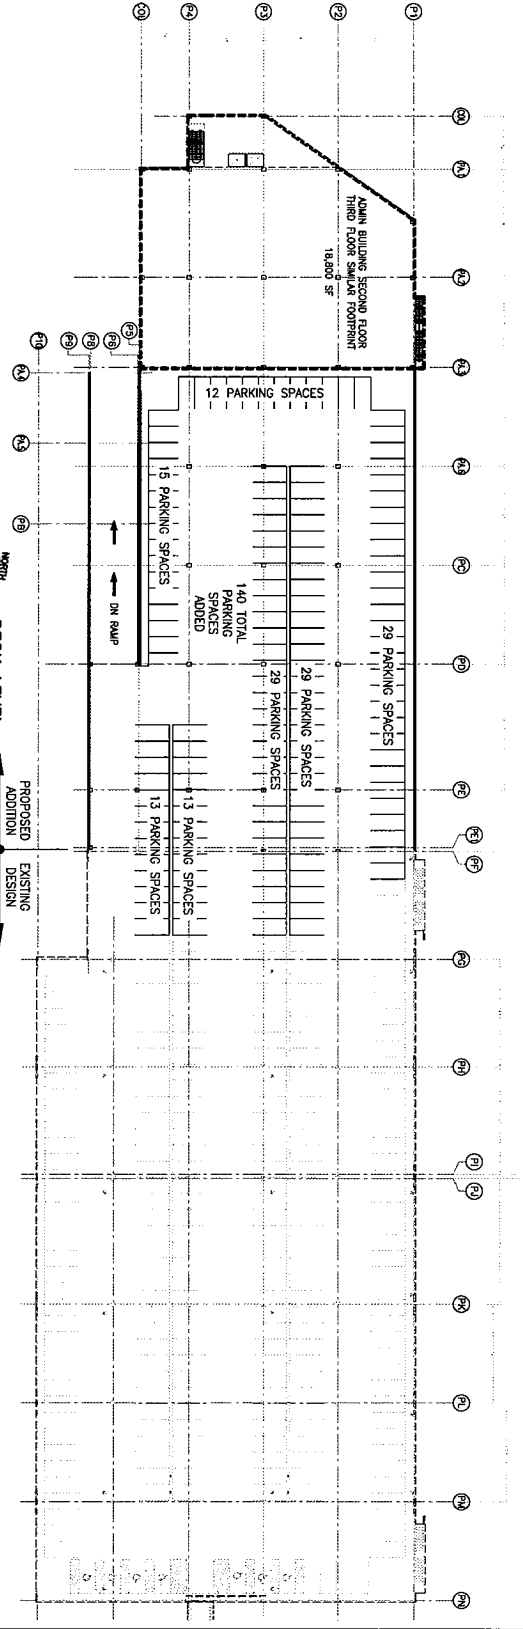 COL
P4
P3
P2
P1
COL
PA.0
PA.2
PA.3
ADMIN BUILDING SECOND FLOOR
THIRD FLOOR SIMILAR FOOTPRINT
18,800 SF
P10
P9
P8
P6
P5
PA.4
PA.5
PB
12 PARKING SPACES
15 PARKING SPACES
PA.6
PC
DN RAMP
140 TOTAL
PARKING
SPACES
ADDED
29 PARKING SPACES
29 PARKING SPACES
29 PARKING SPACES
PD
13 PARKING SPACES
13 PARKING SPACES
PE
PF
NORTH
PROPOSED
ADDITION
EXISTING
DESIGN
PG
PH
PI
PJ
PK
PL
PM
PN